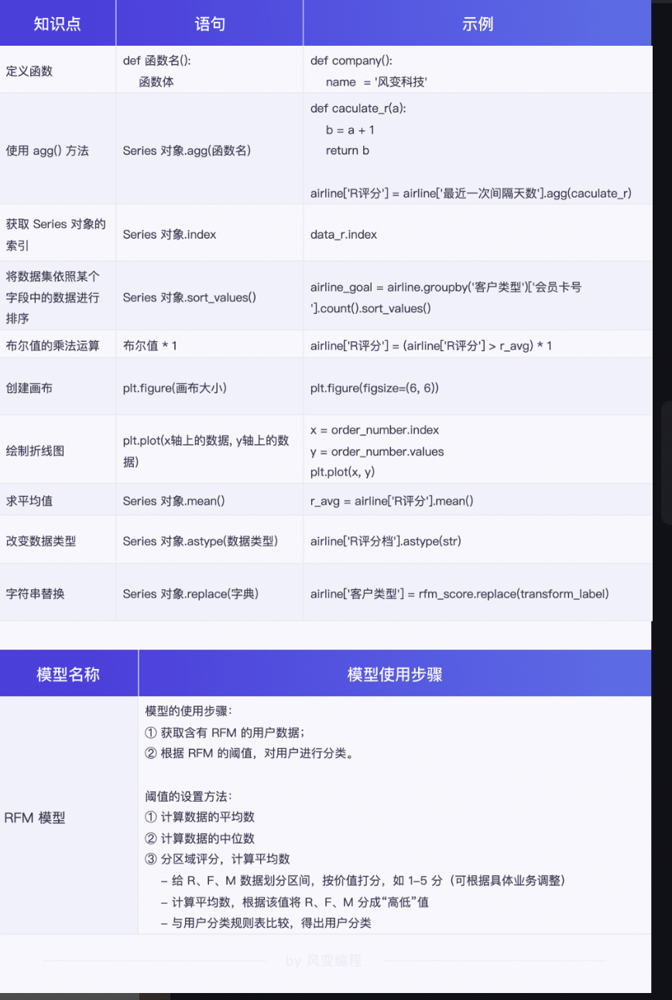 知识点 语句 示例
定义函数
def 函数名():
函数体
def company():
name = '风变科技'
使用 agg() 方法
Series 对象.agg(函数名)
def caculate_r(a):
b = a + 1
return b
airline['R评分'] = airline['最近一次间隔天数'].agg(caculate_r)
获取 Series 对象的
索引
Series 对象.index
data_r.index
将数据集依照某个
字段中的数据进行
排序
Series 对象.sort_values()
airline_goal = airline.groupby('客户类型')['会员卡号
'].count().sort_values()
布尔值的乘法运算
布尔值 * 1
airline['R评分'] = (airline['R评分'] > r_avg) * 1
创建画布
plt.figure(画布大小)
plt.figure(figsize=(6, 6))
绘制折线图
plt.plot(x轴上的数据, y轴上的数
据)
x = order_number.index
y = order_number.values
plt.plot(x, y)
求平均值
Series 对象.mean()
r_avg = airline['R评分'].mean()
改变数据类型
Series 对象.astype(数据类型)
airline['R评分档'].astype(str)
字符串替换
Series 对象.replace(字典)
airline['客户类型'] = rfm_score.replace(transform_label)
模型名称 模型使用步骤
RFM 模型
模型的使用步骤：
① 获取含有 RFM 的用户数据；
② 根据 RFM 的阈值，对用户进行分类。
阈值的设置方法：
① 计算数据的平均数
② 计算数据的中位数
③ 分区域评分，计算平均数
– 给 R、F、M 数据划分区间，按价值打分，如 1–5 分（可根据具体业务调整）
– 计算平均数，根据该值将 R、F、M 分成“高低”值
– 与用户分类规则表比较，得出用户分类
by 风变编程